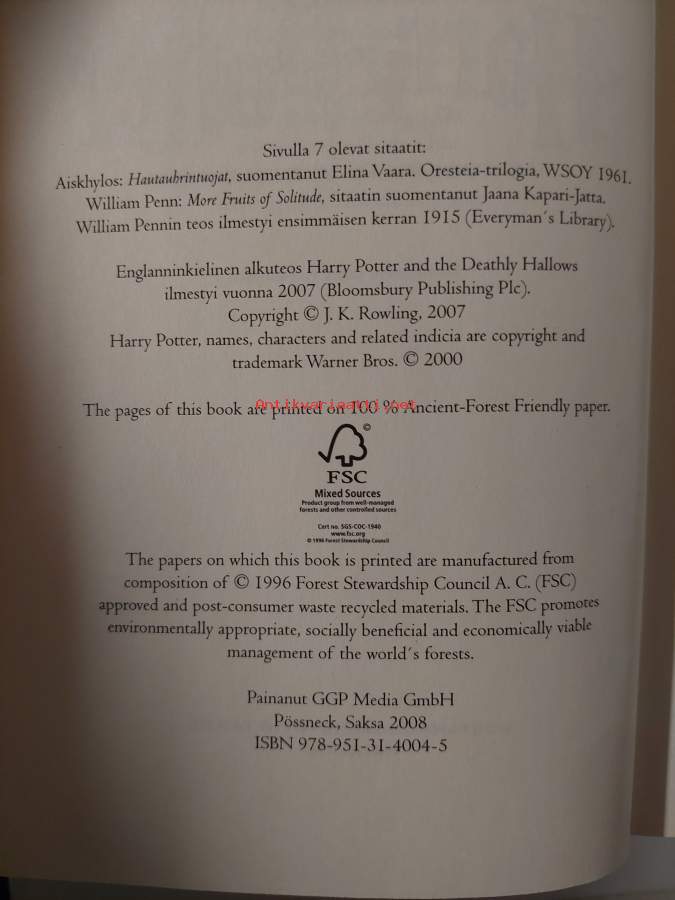 Sivulla 7 olevat sitaatit:
Aiskhylos: Hautauhrintuojat, suomentanut Elina Vaara. Oresteia-trilogia, WSOY 1961.
William Penn: More Fruits of Solitude, sitaatin suomentanut Jaana Kapari-Jatta.
William Pennin teos ilmestyi ensimmäisen kerran 1915 (Everyman´s Library).
Englanninkielinen alkuteos Harry Potter and the Deathly Hallows
ilmestyi vuonna 2007 (Bloomsbury Publishing Plc).
Copyright © J. K. Rowling, 2007
Harry Potter, names, characters and related indicia are copyright and
trademark Warner Bros. © 2000
Antikvariaatti.net
The pages of this book are printed on 100 % Ancient-Forest Friendly paper.
©
FSC
Mixed Sources
Product group from well-managed
forests and other controlled sources
Cert no. SGS-COC-1940
www.fsc.org
© 1996 Forest Stewardship Council
The papers on which this book is printed are manufactured from
composition of © 1996 Forest Stewardship Council A. C. (FSC)
approved and post-consumer waste recycled materials. The FSC promotes
environmentally appropriate, socially beneficial and economically viable
management of the world´s forests.
Painanut GGP Media GmbH
Pössneck, Saksa 2008
ISBN 978-951-31-4004-5